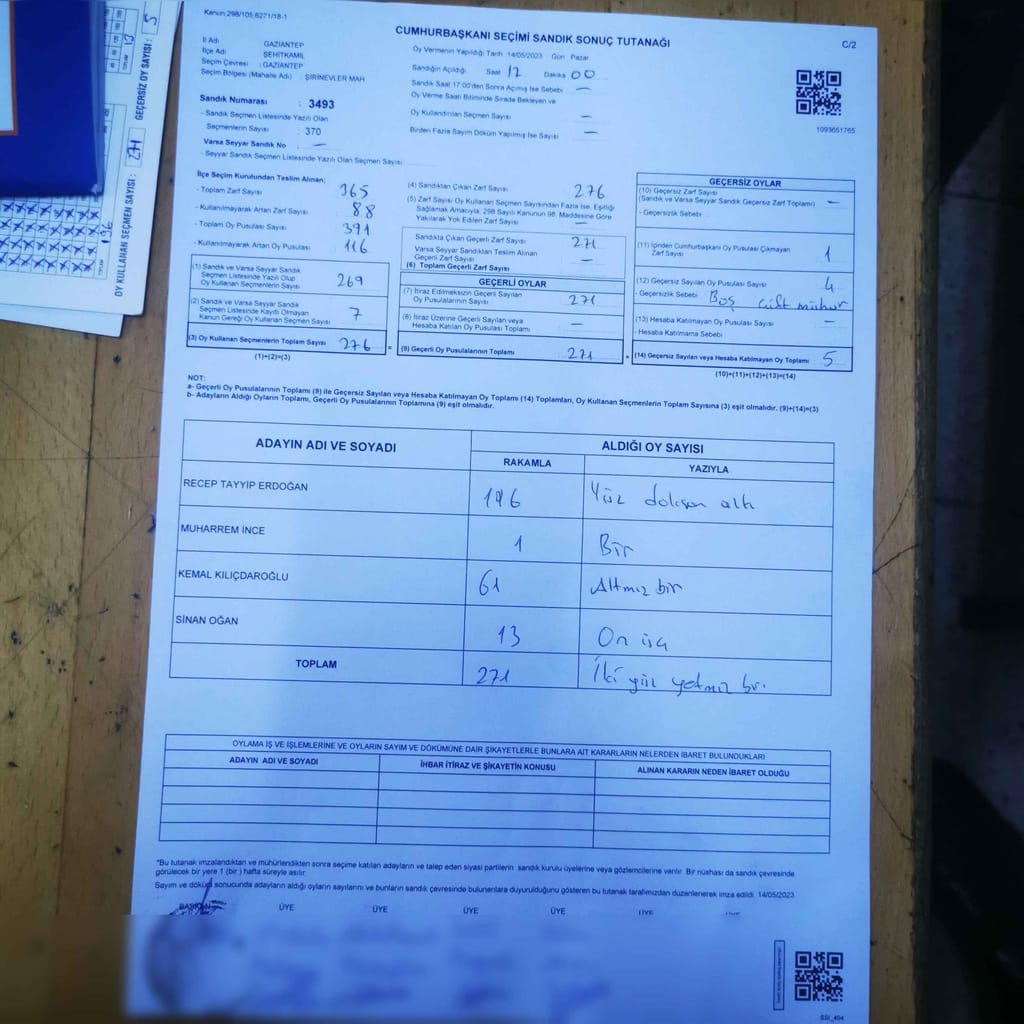 Kanun:298/105;6271/18-1
CUMHURBAŞKANI SEÇİMİ SANDIK SONUÇ TUTANAĞI
C/2
İl Adı : GAZİANTEP
İlçe Adı : ŞEHİTKAMİL
Seçim Çevresi : GAZİANTEP
Seçim Bölgesi (Mahalle Adı) : ŞİRİNEVLER MAH
Sandık Numarası : 3493
- Sandık Seçmen Listesinde Yazılı Olan
Seçmenlerin Sayısı : 370
Varsa Seyyar Sandık No : —
- Seyyar Sandık Seçmen Listesinde Yazılı Olan Seçmen Sayısı
Oy Vermenin Yapıldığı Tarih 14/05/2023 Gün Pazar
Sandığın Açıldığı Saat 17 Dakika 00
Sandık Saat 17:00'den Sonra Açılmış İse Sebebi —
Oy Verme Saati Bitiminde Sırada Bekleyen ve
Oy Kullandırılan Seçmen Sayısı —
Birden Fazla Sayım Döküm Yapılmış İse Sayısı —
1093651765
İlçe Seçim Kurulundan Teslim Alınan;
- Toplam Zarf Sayısı 365
- Kullanılmayarak Artan Zarf Sayısı 88
- Toplam Oy Pusulası Sayısı 391
- Kullanılmayarak Artan Oy Pusulası 116
(1) Sandık ve Varsa Seyyar Sandık
Seçmen Listesinde Yazılı Olup
Oy Kullanan Seçmenlerin Sayısı 269
(2) Sandık ve Varsa Seyyar Sandık
Seçmen Listesinde Kayıtlı Olmayan
Kanun Gereği Oy Kullanan Seçmen Sayısı 7
(3) Oy Kullanan Seçmenlerin Toplam Sayısı 276
(1)+(2)=(3)
(4) Sandıktan Çıkan Zarf Sayısı 276
(5) Zarf Sayısı Oy Kullanan Seçmen Sayısından Fazla İse, Eşitliği
Sağlamak Amacıyla, 298 Sayılı Kanunun 98. Maddesine Göre
Yakılarak Yok Edilen Zarf Sayısı —
Sandıkta Çıkan Geçerli Zarf Sayısı 271
Varsa Seyyar Sandıktan Teslim Alınan
Geçerli Zarf Sayısı —
(6) Toplam Geçerli Zarf Sayısı
GEÇERLİ OYLAR
(7) İtiraz Edilmeksizin Geçerli Sayılan
Oy Pusulalarının Sayısı 271
(8) İtiraz Üzerine Geçerli Sayılan veya
Hesaba Katılan Oy Pusulası Toplamı —
= (9) Geçerli Oy Pusulalarının Toplamı 271 +
GEÇERSİZ OYLAR
(10) Geçersiz Zarf Sayısı
(Sandık ve Varsa Seyyar Sandık Geçersiz Zarf Toplamı) —
- Geçersizlik Sebebi
(11) İçinden Cumhurbaşkanı Oy Pusulası Çıkmayan
Zarf Sayısı 1
(12) Geçersiz Sayılan Oy Pusulası Sayısı 4
- Geçersizlik Sebebi Boş çift mühür
(13) Hesaba Katılmayan Oy Pusulası Sayısı —
- Hesaba Katılmama Sebebi
(14) Geçersiz Sayılan veya Hesaba Katılmayan Oy Toplamı 5
(10)+(11)+(12)+(13)=(14)
NOT:
a- Geçerli Oy Pusulalarının Toplamı (9) ile Geçersiz Sayılan veya Hesaba Katılmayan Oy Toplamı (14) Toplamları, Oy Kullanan Seçmenlerin Toplam Sayısına (3) eşit olmalıdır. (9)+(14)=(3)
b- Adayların Aldığı Oyların Toplamı, Geçerli Oy Pusulalarının Toplamına (9) eşit olmalıdır.
ADAYIN ADI VE SOYADI
ALDIĞI OY SAYISI
RAKAMLA YAZIYLA
RECEP TAYYİP ERDOĞAN 196 Yüz doksan altı
MUHARREM İNCE 1 Bir
KEMAL KILIÇDAROĞLU 61 Altmız bir
SİNAN OĞAN 13 On üç
TOPLAM 271 İki yüz yetmiz bir
OYLAMA İŞ VE İŞLEMLERİNE VE OYLARIN SAYIM VE DÖKÜMÜNE DAİR ŞİKAYETLERLE BUNLARA AİT KARARLARIN NELERDEN İBARET BULUNDUKLARI
ADAYIN ADI VE SOYADI İHBAR İTİRAZ VE ŞİKAYETİN KONUSU ALINAN KARARIN NEDEN İBARET OLDUĞU
*Bu tutanak imzalandıktan ve mühürlendikten sonra seçime katılan adayların ve talep eden siyasi partilerin sandık kurulu üyelerine veya gözlemcilerine verilir. Bir nüshası da sandık çevresinde
görülecek bir yere 1 (bir) hafta süreyle asılır.
Sayım ve döküm sonucunda adayların aldığı oyların sayılarını ve bunların sandık çevresinde bulunanlara duyurulduğunu gösteren bu tutanak tarafımızdan düzenlenerek imza edildi. 14/05/2023
BAŞKAN ÜYE ÜYE ÜYE ÜYE ÜYE ÜYE
OY KULLANAN SEÇMEN SAYISI : 271 GEÇERSİZ OY SAYISI : 5
TOPLAM 196
TOPLAM 13